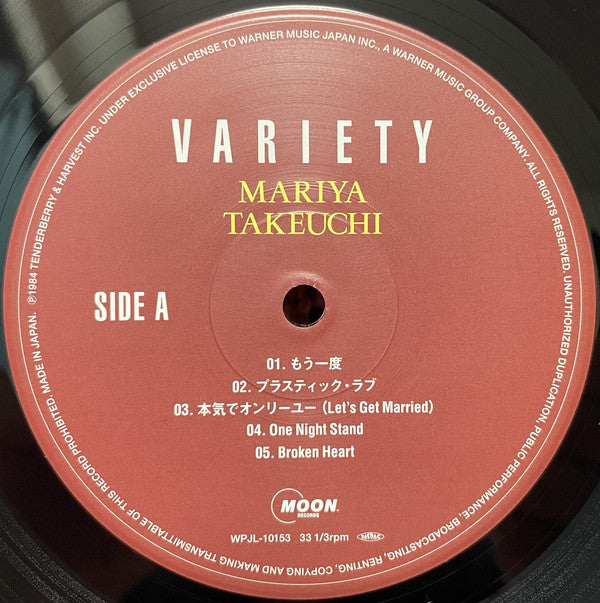 ℗1984 TENDERBERRY & HARVEST INC. UNDER EXCLUSIVE LICENSE TO WARNER MUSIC JAPAN INC., A WARNER MUSIC GROUP COMPANY. ALL RIGHTS RESERVED. UNAUTHORIZED DUPLICATION, PUBLIC PERFORMANCE, BROADCASTING, RENTING, COPYING AND MAKING TRANSMITTABLE OF THIS RECORD PROHIBITED. MADE IN JAPAN.
VARIETY
MARIYA
TAKEUCHI
SIDE A
01. もう一度
02. プラスティック・ラブ
03. 本気でオンリーユー (Let's Get Married)
04. One Night Stand
05. Broken Heart
MOON
RECORDS
WPJL-10153 33 1/3rpm